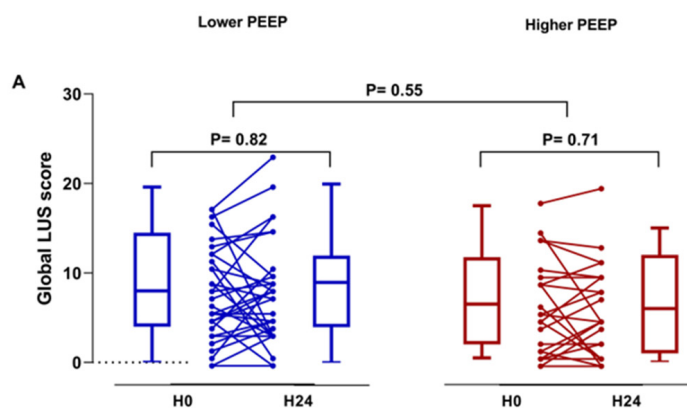 Lower PEEP
Higher PEEP
A
P= 0.55
P= 0.82
P= 0.71
Global LUS score
30
20
10
0
H0
H24
H0
H24